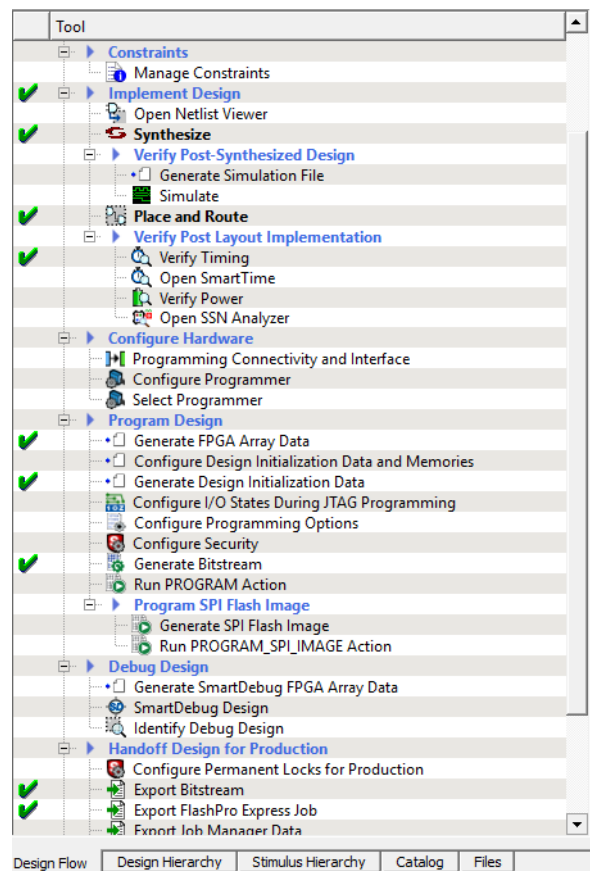 Tool
Constraints
Manage Constraints
Implement Design
Open Netlist Viewer
Synthesize
Verify Post-Synthesized Design
Generate Simulation File
Simulate
Place and Route
Verify Post Layout Implementation
Verify Timing
Open SmartTime
Verify Power
Open SSN Analyzer
Configure Hardware
Programming Connectivity and Interface
Configure Programmer
Select Programmer
Program Design
Generate FPGA Array Data
Configure Design Initialization Data and Memories
Generate Design Initialization Data
Configure I/O States During JTAG Programming
Configure Programming Options
Configure Security
Generate Bitstream
Run PROGRAM Action
Program SPI Flash Image
Generate SPI Flash Image
Run PROGRAM_SPI_IMAGE Action
Debug Design
Generate SmartDebug FPGA Array Data
SmartDebug Design
Identify Debug Design
Handoff Design for Production
Configure Permanent Locks for Production
Export Bitstream
Export FlashPro Express Job
Export Job Manager Data
Design Flow Design Hierarchy Stimulus Hierarchy Catalog Files